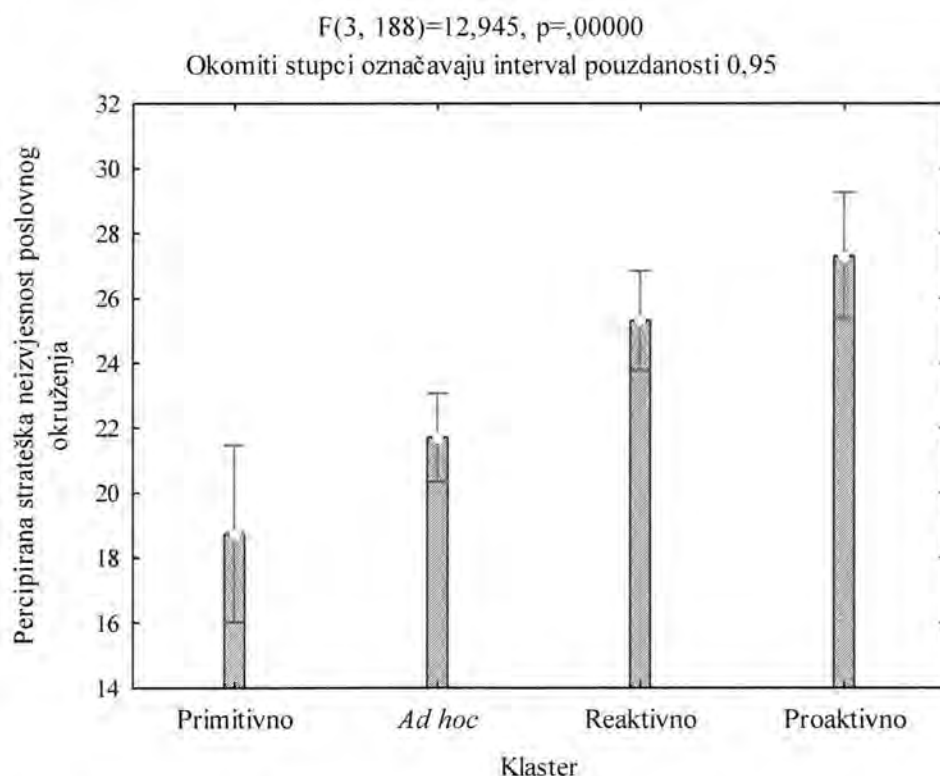 F(3, 188)=12,945, p=,00000
Okomiti stupci označavaju interval pouzdanosti 0,95
Percipirana strateška neizvjesnost poslovnog
okruženja
32
30
28
26
24
22
20
18
16
14
Primitivno Ad hoc Reaktivno Proaktivno
Klaster